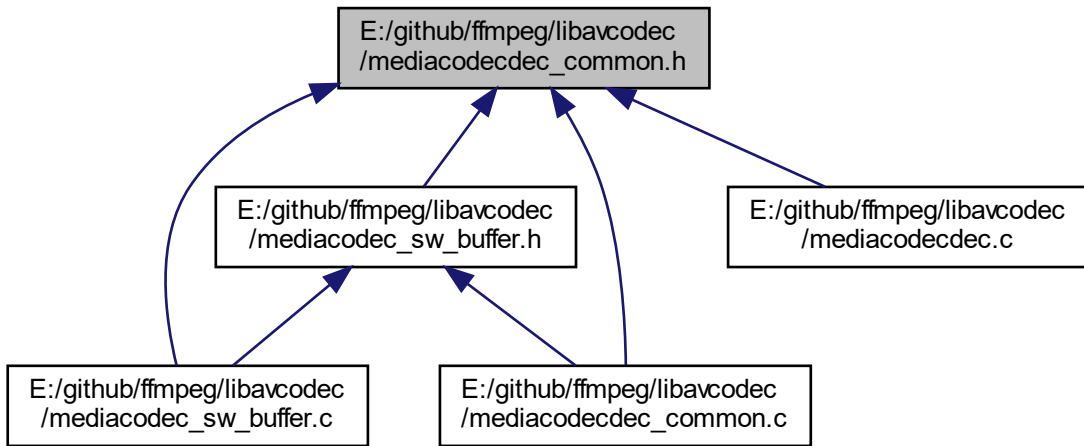 E:/github/ffmpeg/libavcodec
/mediacodecdec_common.h
E:/github/ffmpeg/libavcodec
/mediacodec_sw_buffer.h
E:/github/ffmpeg/libavcodec
/mediacodecdec.c
E:/github/ffmpeg/libavcodec
/mediacodec_sw_buffer.c
E:/github/ffmpeg/libavcodec
/mediacodecdec_common.c